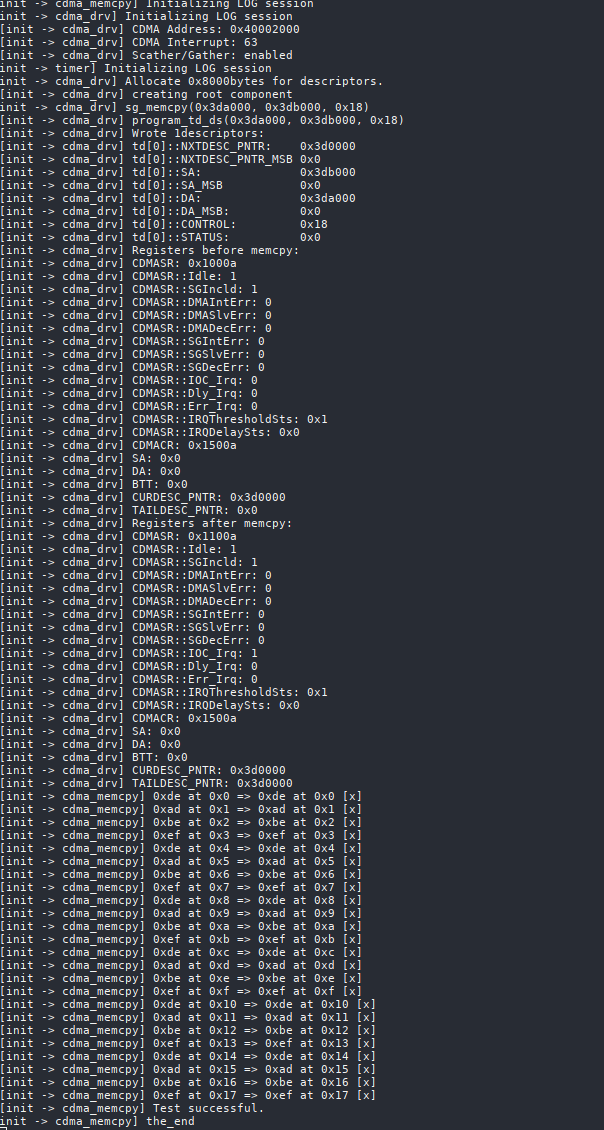 init -> cdma_memcpy] Initializing LOG session
init -> cdma_drv] Initializing LOG session
[init -> cdma_drv] CDMA Address: 0x40002000
[init -> cdma_drv] CDMA Interrupt: 63
[init -> cdma_drv] Scather/Gather: enabled
init -> timer] Initializing LOG session
[init -> cdma_drv] Allocate 0x8000bytes for descriptors.
[init -> cdma_drv] creating root component
[init -> cdma_drv] sg_memcpy(0x3da000, 0x3db000, 0x18)
[init -> cdma_drv] program_td_ds(0x3da000, 0x3db000, 0x18)
[init -> cdma_drv] Wrote 1descriptors:
[init -> cdma_drv] td[0]::NXTDESC_PNTR:    0x3d0000
[init -> cdma_drv] td[0]::NXTDESC_PNTR_MSB 0x0
[init -> cdma_drv] td[0]::SA:              0x3db000
[init -> cdma_drv] td[0]::SA_MSB           0x0
[init -> cdma_drv] td[0]::DA:              0x3da000
[init -> cdma_drv] td[0]::DA_MSB:          0x0
[init -> cdma_drv] td[0]::CONTROL:         0x18
[init -> cdma_drv] td[0]::STATUS:          0x0
[init -> cdma_drv] Registers before memcpy:
[init -> cdma_drv] CDMASR: 0x1000a
[init -> cdma_drv] CDMASR::Idle: 1
[init -> cdma_drv] CDMASR::SGIncld: 1
[init -> cdma_drv] CDMASR::DMAIntErr: 0
[init -> cdma_drv] CDMASR::DMASlvErr: 0
[init -> cdma_drv] CDMASR::DMADecErr: 0
[init -> cdma_drv] CDMASR::SGIntErr: 0
[init -> cdma_drv] CDMASR::SGSlvErr: 0
[init -> cdma_drv] CDMASR::SGDecErr: 0
[init -> cdma_drv] CDMASR::IOC_Irq: 0
[init -> cdma_drv] CDMASR::Dly_Irq: 0
[init -> cdma_drv] CDMASR::Err_Irq: 0
[init -> cdma_drv] CDMASR::IRQThresholdSts: 0x1
[init -> cdma_drv] CDMASR::IRQDelaySts: 0x0
[init -> cdma_drv] CDMACR: 0x1500a
[init -> cdma_drv] SA: 0x0
[init -> cdma_drv] DA: 0x0
[init -> cdma_drv] BTT: 0x0
[init -> cdma_drv] CURDESC_PNTR: 0x3d0000
[init -> cdma_drv] TAILDESC_PNTR: 0x0
[init -> cdma_drv] Registers after memcpy:
[init -> cdma_drv] CDMASR: 0x1100a
[init -> cdma_drv] CDMASR::Idle: 1
[init -> cdma_drv] CDMASR::SGIncld: 1
[init -> cdma_drv] CDMASR::DMAIntErr: 0
[init -> cdma_drv] CDMASR::DMASlvErr: 0
[init -> cdma_drv] CDMASR::DMADecErr: 0
[init -> cdma_drv] CDMASR::SGIntErr: 0
[init -> cdma_drv] CDMASR::SGSlvErr: 0
[init -> cdma_drv] CDMASR::SGDecErr: 0
[init -> cdma_drv] CDMASR::IOC_Irq: 1
[init -> cdma_drv] CDMASR::Dly_Irq: 0
[init -> cdma_drv] CDMASR::Err_Irq: 0
[init -> cdma_drv] CDMASR::IRQThresholdSts: 0x1
[init -> cdma_drv] CDMASR::IRQDelaySts: 0x0
[init -> cdma_drv] CDMACR: 0x1500a
[init -> cdma_drv] SA: 0x0
[init -> cdma_drv] DA: 0x0
[init -> cdma_drv] BTT: 0x0
[init -> cdma_drv] CURDESC_PNTR: 0x3d0000
[init -> cdma_drv] TAILDESC_PNTR: 0x3d0000
[init -> cdma_memcpy] 0xde at 0x0 => 0xde at 0x0 [x]
[init -> cdma_memcpy] 0xad at 0x1 => 0xad at 0x1 [x]
[init -> cdma_memcpy] 0xbe at 0x2 => 0xbe at 0x2 [x]
[init -> cdma_memcpy] 0xef at 0x3 => 0xef at 0x3 [x]
[init -> cdma_memcpy] 0xde at 0x4 => 0xde at 0x4 [x]
[init -> cdma_memcpy] 0xad at 0x5 => 0xad at 0x5 [x]
[init -> cdma_memcpy] 0xbe at 0x6 => 0xbe at 0x6 [x]
[init -> cdma_memcpy] 0xef at 0x7 => 0xef at 0x7 [x]
[init -> cdma_memcpy] 0xde at 0x8 => 0xde at 0x8 [x]
[init -> cdma_memcpy] 0xad at 0x9 => 0xad at 0x9 [x]
[init -> cdma_memcpy] 0xbe at 0xa => 0xbe at 0xa [x]
[init -> cdma_memcpy] 0xef at 0xb => 0xef at 0xb [x]
[init -> cdma_memcpy] 0xde at 0xc => 0xde at 0xc [x]
[init -> cdma_memcpy] 0xad at 0xd => 0xad at 0xd [x]
[init -> cdma_memcpy] 0xbe at 0xe => 0xbe at 0xe [x]
[init -> cdma_memcpy] 0xef at 0xf => 0xef at 0xf [x]
[init -> cdma_memcpy] 0xde at 0x10 => 0xde at 0x10 [x]
[init -> cdma_memcpy] 0xad at 0x11 => 0xad at 0x11 [x]
[init -> cdma_memcpy] 0xbe at 0x12 => 0xbe at 0x12 [x]
[init -> cdma_memcpy] 0xef at 0x13 => 0xef at 0x13 [x]
[init -> cdma_memcpy] 0xde at 0x14 => 0xde at 0x14 [x]
[init -> cdma_memcpy] 0xad at 0x15 => 0xad at 0x15 [x]
[init -> cdma_memcpy] 0xbe at 0x16 => 0xbe at 0x16 [x]
[init -> cdma_memcpy] 0xef at 0x17 => 0xef at 0x17 [x]
[init -> cdma_memcpy] Test successful.
init -> cdma_memcpy] the_end